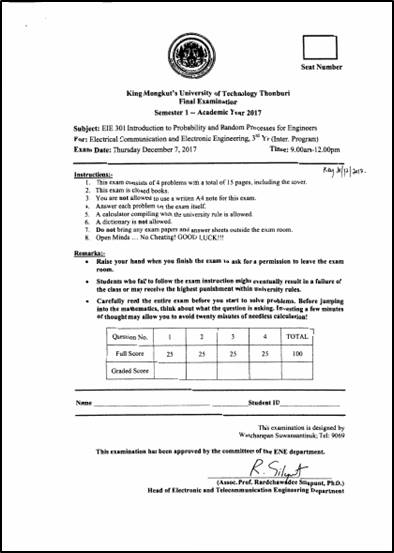 Seat Number
King Mongkut's University of Technology Thonburi
Final Examination
Semester 1 – Academic Year 2017
Subject: EIE 301 Introduction to Probability and Random Processes for Engineers
For: Electrical Communication and Electronic Engineering, 3rd Yr (Inter. Program)
Exam Date: Thursday December 7, 2017 Time: 9.00am-12.00pm
Instructions:-
1. This exam consists of 4 problems with a total of 15 pages, including the cover.
2. This exam is closed books.
3. You are not allowed to use a written A4 note for this exam.
4. Answer each problem on the exam itself.
5. A calculator compiling with the university rule is allowed.
6. A dictionary is not allowed.
7. Do not bring any exam papers and answer sheets outside the exam room.
8. Open Minds ... No Cheating! GOOD LUCK!!!
Remarks:-
• Raise your hand when you finish the exam to ask for a permission to leave the exam
room.
• Students who fail to follow the exam instruction might eventually result in a failure of
the class or may receive the highest punishment within university rules.
• Carefully read the entire exam before you start to solve problems. Before jumping
into the mathematics, think about what the question is asking. Investing a few minutes
of thought may allow you to avoid twenty minutes of needless calculation!
Question No. 1 2 3 4 TOTAL
Full Score 25 25 25 25 100
Graded Score
Name Student ID
This examination is designed by
Watcharapan Suwansantisuk; Tel: 9069
This examination has been approved by the committees of the ENE department.
(Assoc. Prof. Rardchawadee Silapunt, Ph.D.)
Head of Electronic and Telecommunication Engineering Department